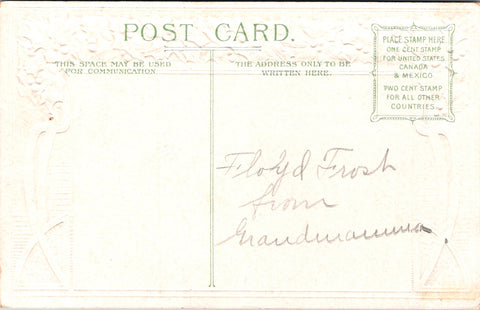 POST CARD.
THIS SPACE MAY BE USED
FOR COMMUNICATION
THE ADDRESS ONLY TO BE
WRITTEN HERE.
PLACE STAMP HERE
ONE CENT STAMP
FOR UNITED STATES
CANADA
& MEXICO
TWO CENT STAMP
FOR ALL OTHER
COUNTRIES.
Floyd Frost
from
Grandmamma